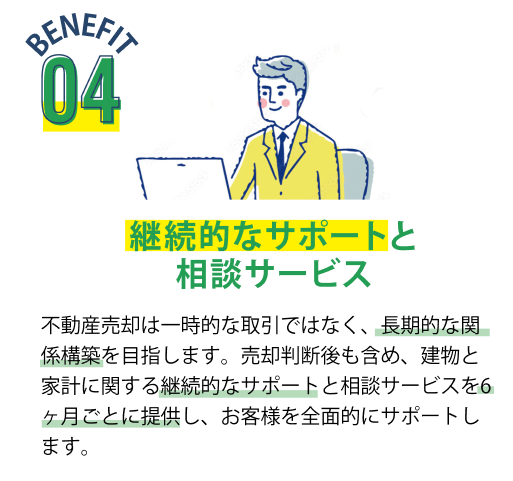 BENEFIT
04
継続的なサポートと
相談サービス
不動産売却は一時的な取引ではなく、長期的な関
係構築を目指します。売却判断後も含め、建物と
家計に関する継続的なサポートと相談サービスを6
ヶ月ごとに提供し、お客様を全面的にサポートし
ます。